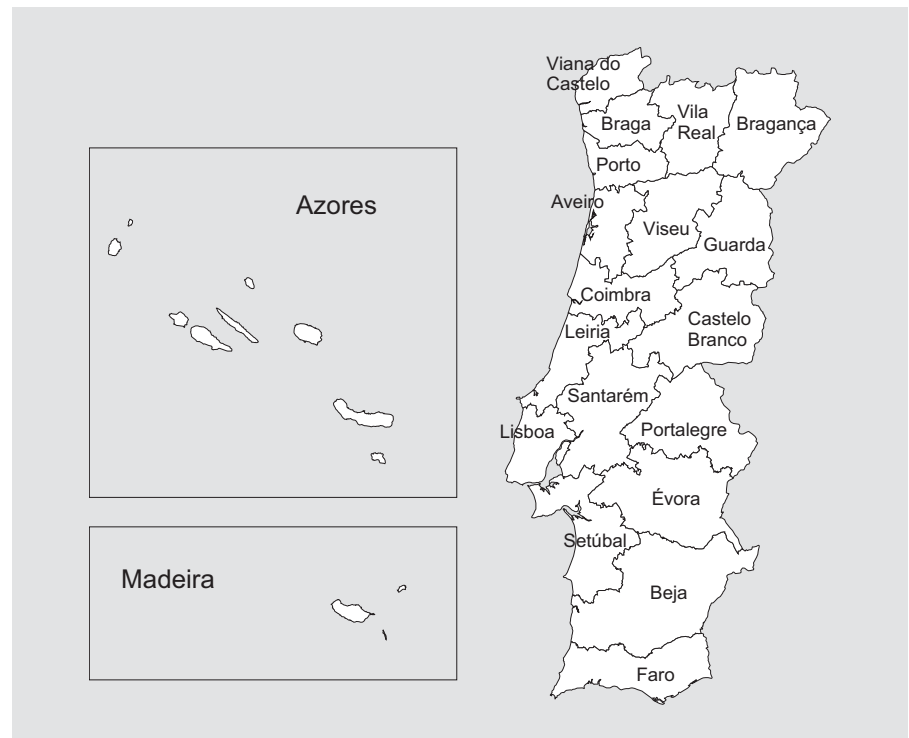 Viana do
Castelo
Braga
Vila
Real
Bragança
Porto
Azores
Aveiro
Viseu
Guarda
Coimbra
Castelo
Branco
Leiria
Santarém
Lisboa
Portalegre
Évora
Setúbal
Madeira
Beja
Faro